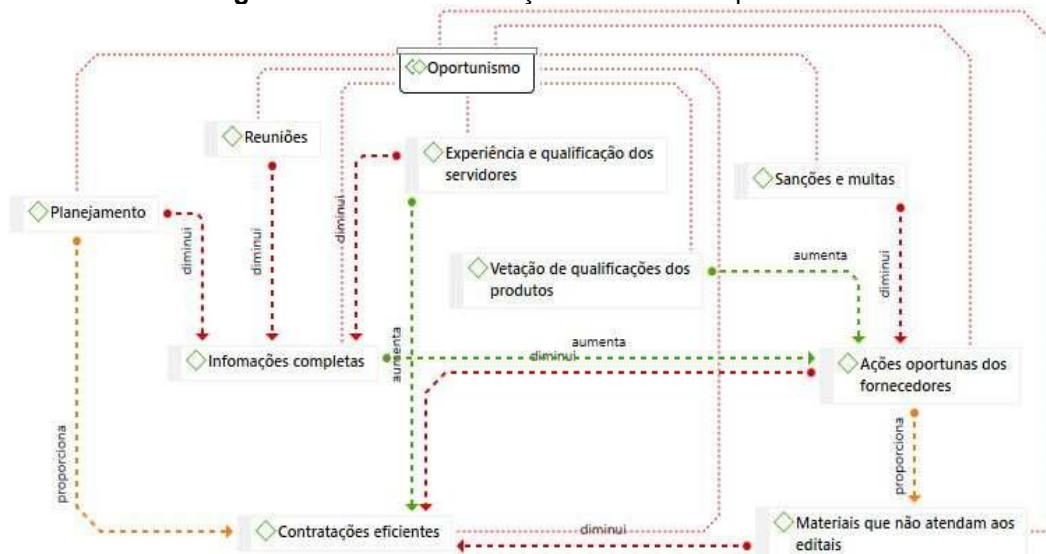 Oportunismo
Reuniões
Experiência e qualificação dos
servidores
Sanções e multas
Planejamento
diminui
diminui
diminui
diminui
Vetação de qualificações dos
produtos
aumenta
Infomações completas
aumenta
aumenta
diminui
Ações oportunas dos
fornecedores
proporciona
proporciona
Contratações eficientes
diminui
Materiais que não atendam aos
editais